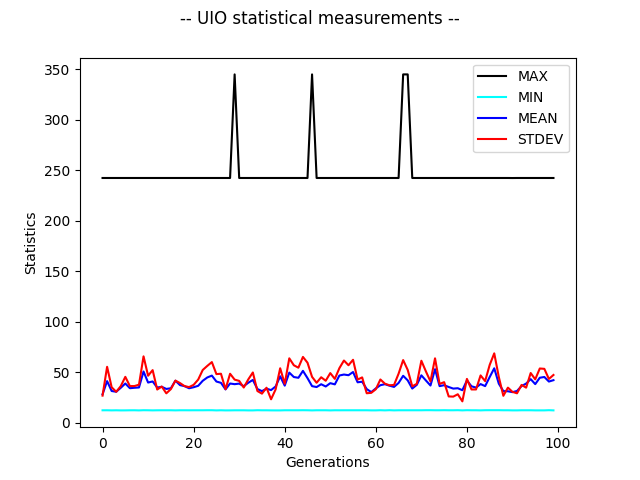 -- UIO statistical measurements --
350
300
250
200
150
100
50
0
Statistics
MAX
MIN
MEAN
STDEV
0 20 40 60 80 100
Generations